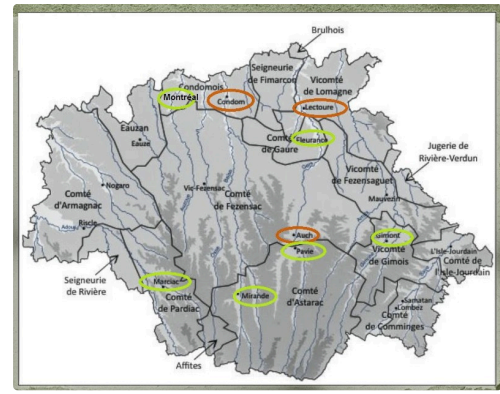 Brulhois
Seigneurie
de Fimarcon
Vicomté
de Lomagne
Condomois
Montréal
Condom
Lectoure
Eauzan
Eauze
Comté
de Gaure
Fleurance
Jugerie de
Rivière-Verdun
Vicomté
de Fezensaguet
Mauvezin
Comté
d'Armagnac
Nogaro
Vic-Fezensac
Comté
de Fezensac
Riscle
Adour
Auch
Pavie
Gimont
Vicomté
de Gimois
L'Isle-Jourdain
Comté de
l'Isle-Jourdain
Seigneurie
de Rivière
Marciac
Comté
de Pardiac
Mirande
Comté
d'Astarac
Samatan
Lombez
Comté
de Comminges
Affites